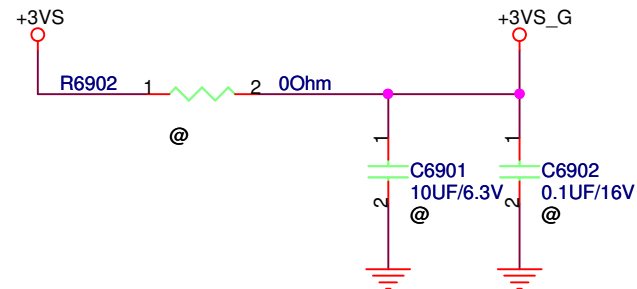 +3VS
+3VS_G
R6902
1
2
0Ohm
@
1
2
C6901
10UF/6.3V
@
1
2
C6902
0.1UF/16V
@